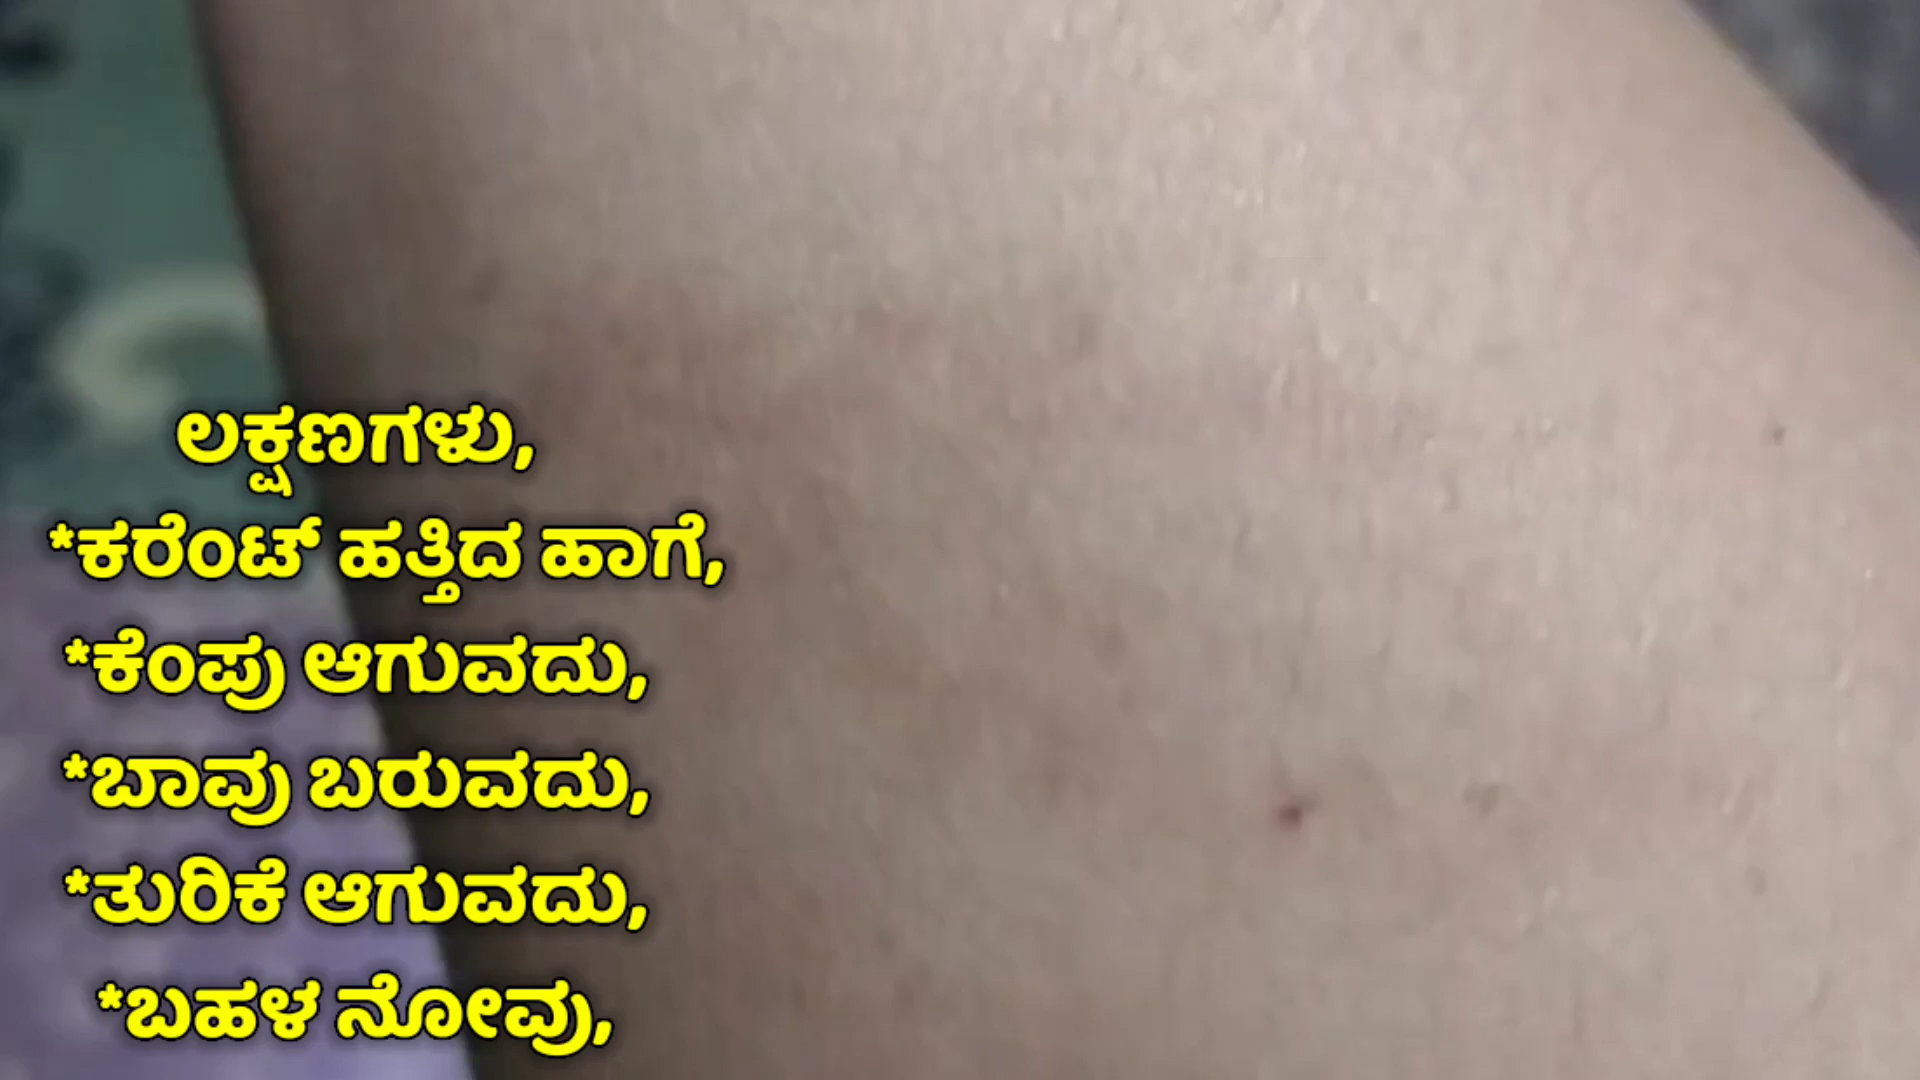 ಲಕ್ಷಣಗಳು,
*ಕರೆಂಟ್ ಹತ್ತಿದ ಹಾಗೆ,
*ಕೆಂಪು ಆಗುವದು,
*ಬಾವು ಬರುವದು,
*ತುರಿಕೆ ಆಗುವದು,
*ಬಹಳ ನೋವು,